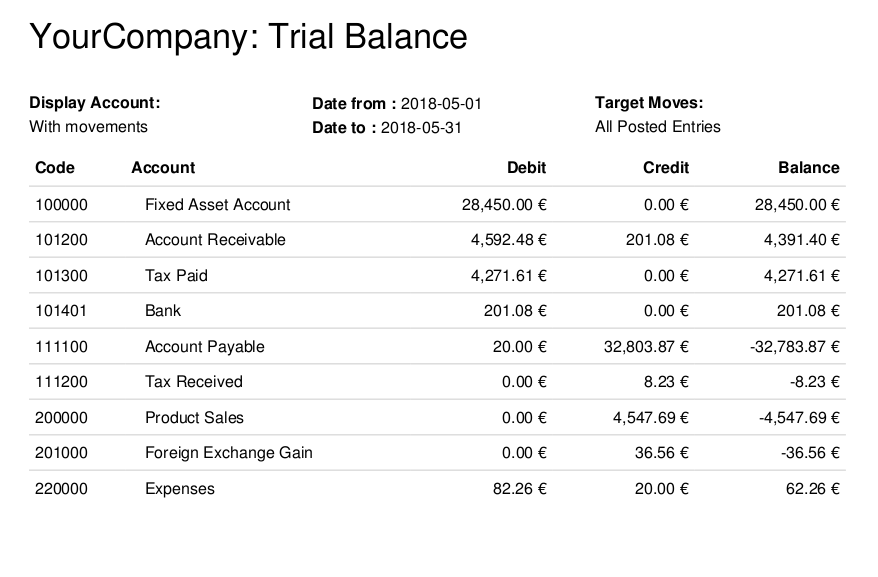 YourCompany: Trial Balance
Display Account: Date from : 2018-05-01 Target Moves:
With movements Date to : 2018-05-31 All Posted Entries
Code Account Debit Credit Balance
100000 Fixed Asset Account 28,450.00 € 0.00 € 28,450.00 €
101200 Account Receivable 4,592.48 € 201.08 € 4,391.40 €
101300 Tax Paid 4,271.61 € 0.00 € 4,271.61 €
101401 Bank 201.08 € 0.00 € 201.08 €
111100 Account Payable 20.00 € 32,803.87 € -32,783.87 €
111200 Tax Received 0.00 € 8.23 € -8.23 €
200000 Product Sales 0.00 € 4,547.69 € -4,547.69 €
201000 Foreign Exchange Gain 0.00 € 36.56 € -36.56 €
220000 Expenses 82.26 € 20.00 € 62.26 €